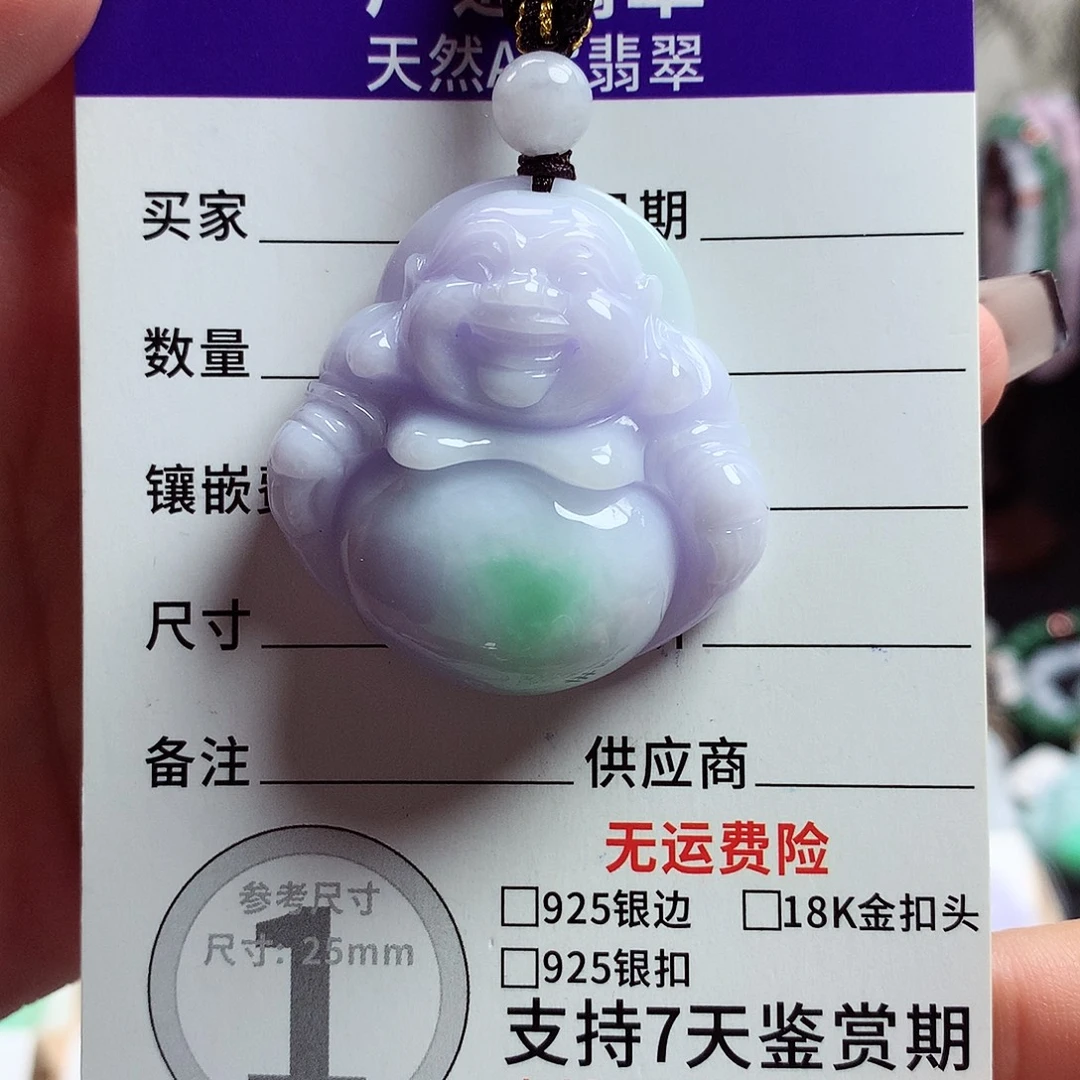 天然A 翡翠
买家
期
数量
镶嵌
尺寸
备注
供应商
无运费险
参考尺寸
尺寸: 25mm
1
□925银边 □18K金扣头
□925银扣
支持7天鉴赏期